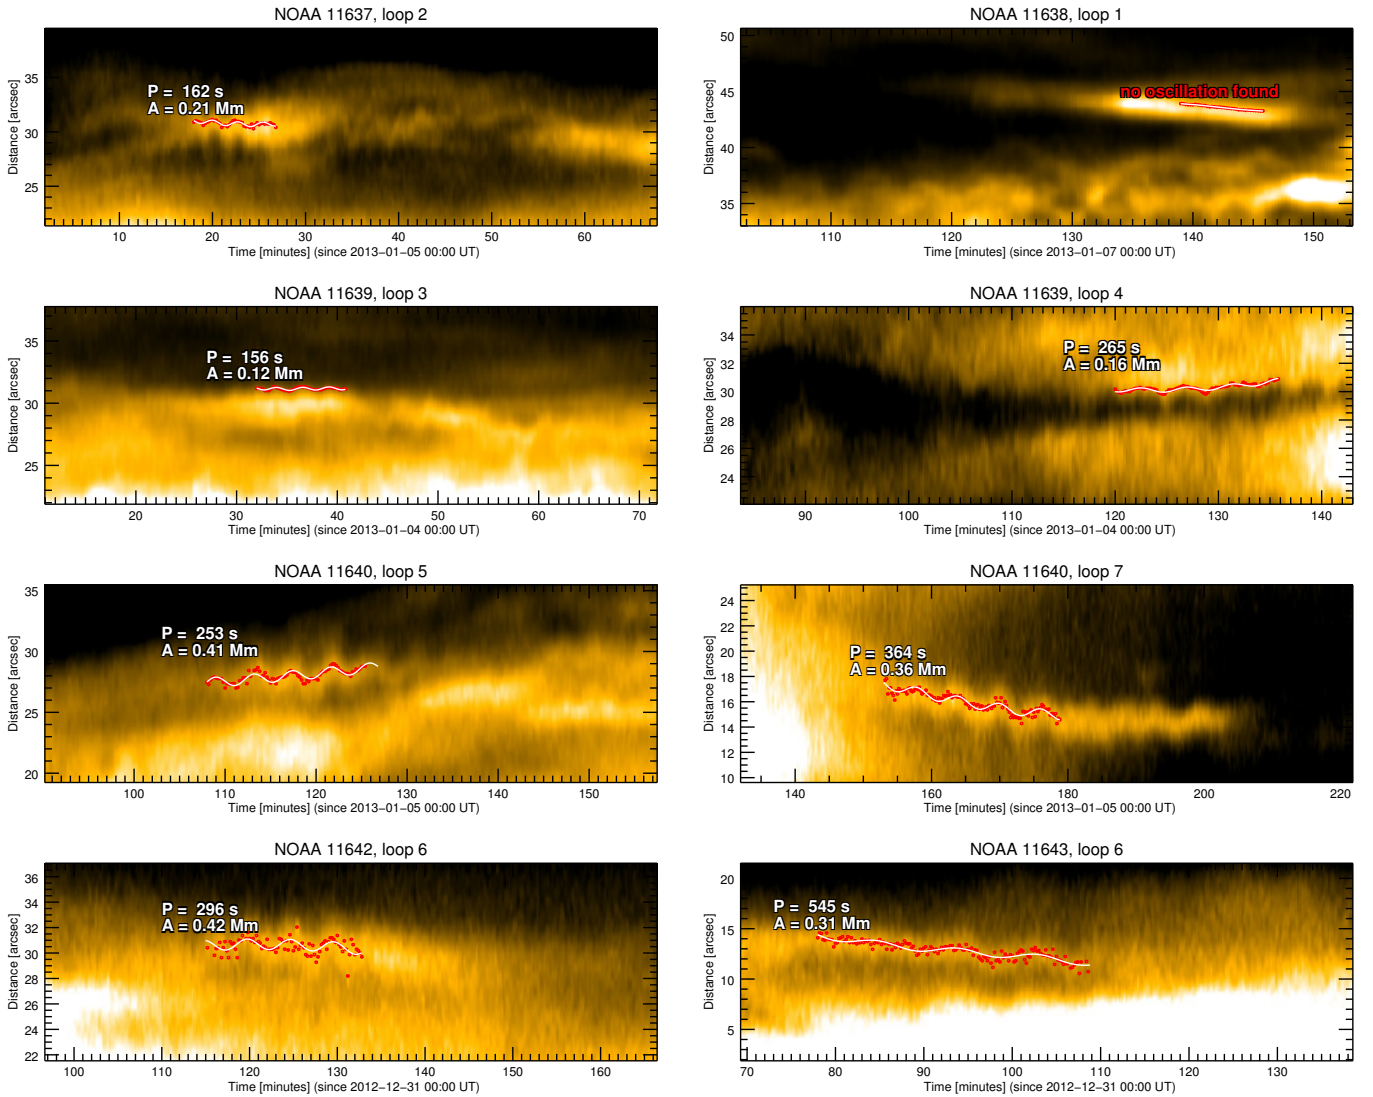 NOAA 11637, loop 2
P = 162 s
A = 0.21 Mm
35
30
25
Distance [arcsec]
10 20 30 40 50 60
Time [minutes] (since 2013−01−05 00:00 UT)
NOAA 11638, loop 1
no oscillation found
50
45
40
35
Distance [arcsec]
110 120 130 140 150
Time [minutes] (since 2013−01−07 00:00 UT)
NOAA 11639, loop 3
P = 156 s
A = 0.12 Mm
35
30
25
Distance [arcsec]
20 30 40 50 60 70
Time [minutes] (since 2013−01−04 00:00 UT)
NOAA 11639, loop 4
P = 265 s
A = 0.16 Mm
34
32
30
28
26
24
Distance [arcsec]
90 100 110 120 130 140
Time [minutes] (since 2013−01−04 00:00 UT)
NOAA 11640, loop 5
P = 253 s
A = 0.41 Mm
35
30
25
20
Distance [arcsec]
100 110 120 130 140 150
Time [minutes] (since 2013−01−05 00:00 UT)
NOAA 11640, loop 7
P = 364 s
A = 0.36 Mm
24
22
20
18
16
14
12
10
Distance [arcsec]
140 160 180 200 220
Time [minutes] (since 2013−01−05 00:00 UT)
NOAA 11642, loop 6
P = 296 s
A = 0.42 Mm
36
34
32
30
28
26
24
22
Distance [arcsec]
100 110 120 130 140 150 160
Time [minutes] (since 2012−12−31 00:00 UT)
NOAA 11643, loop 6
P = 545 s
A = 0.31 Mm
20
15
10
5
Distance [arcsec]
70 80 90 100 110 120 130
Time [minutes] (since 2012−12−31 00:00 UT)